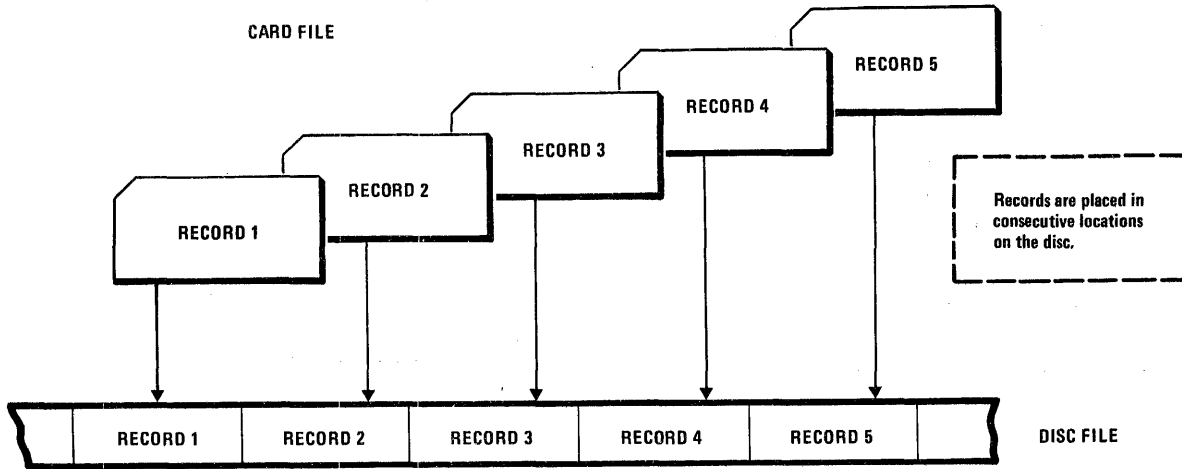 CARD FILE
RECORD 5
RECORD 4
RECORD 3
RECORD 2
RECORD 1
Records are placed in
consecutive locations
on the disc.
RECORD 1 RECORD 2 RECORD 3 RECORD 4 RECORD 5
DISC FILE